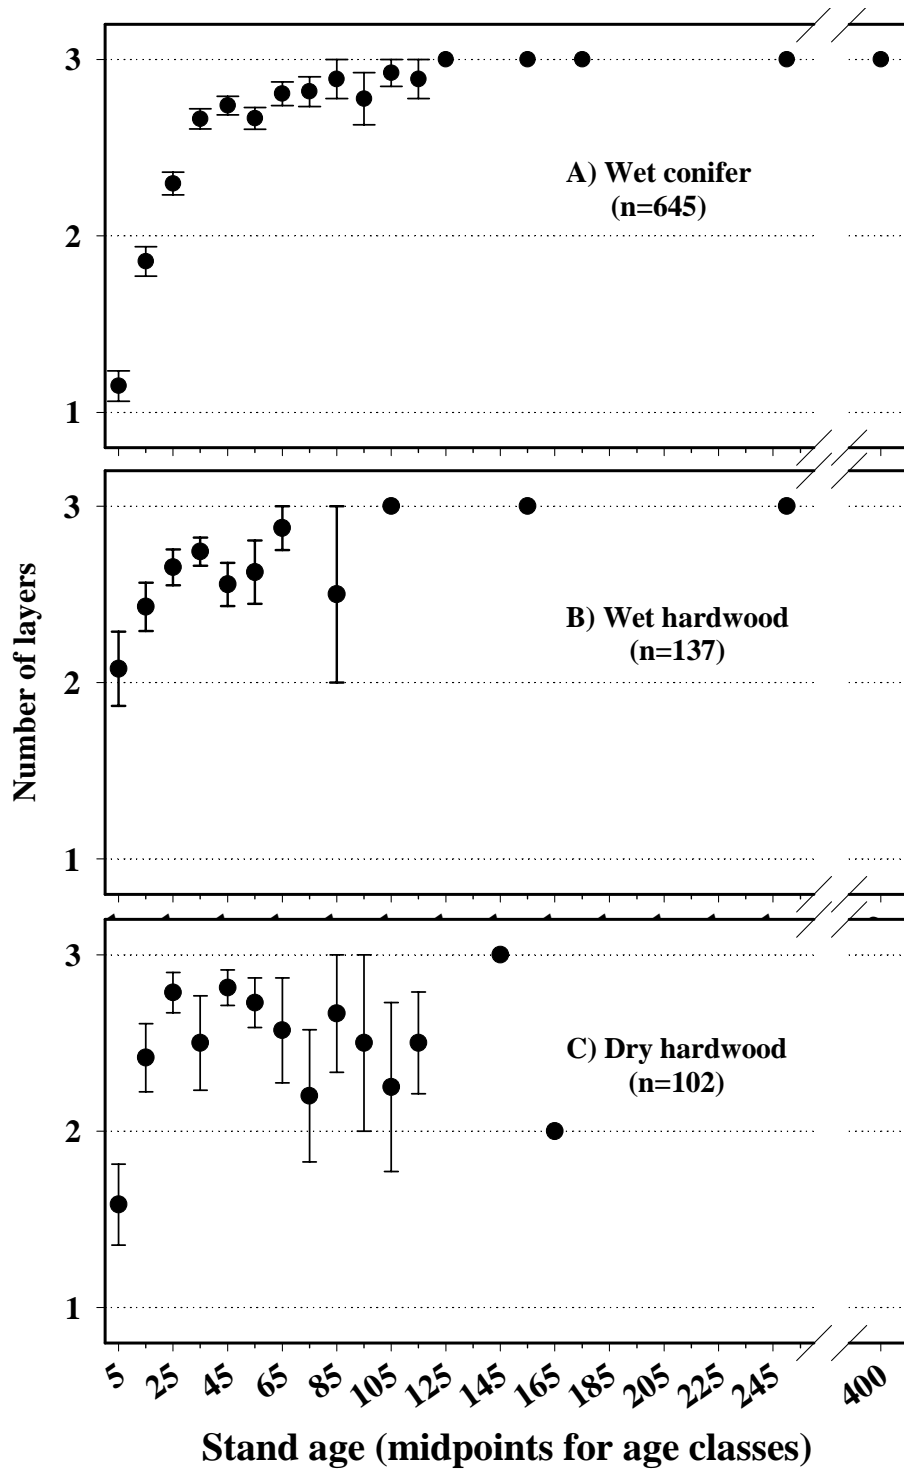 3
2
1
A) Wet conifer
(n=645)
3
2
1
B) Wet hardwood
(n=137)
Number of layers
3
2
1
C) Dry hardwood
(n=102)
5 25 45 65 85 105 125 145 165 185 205 225 245 400
Stand age (midpoints for age classes)